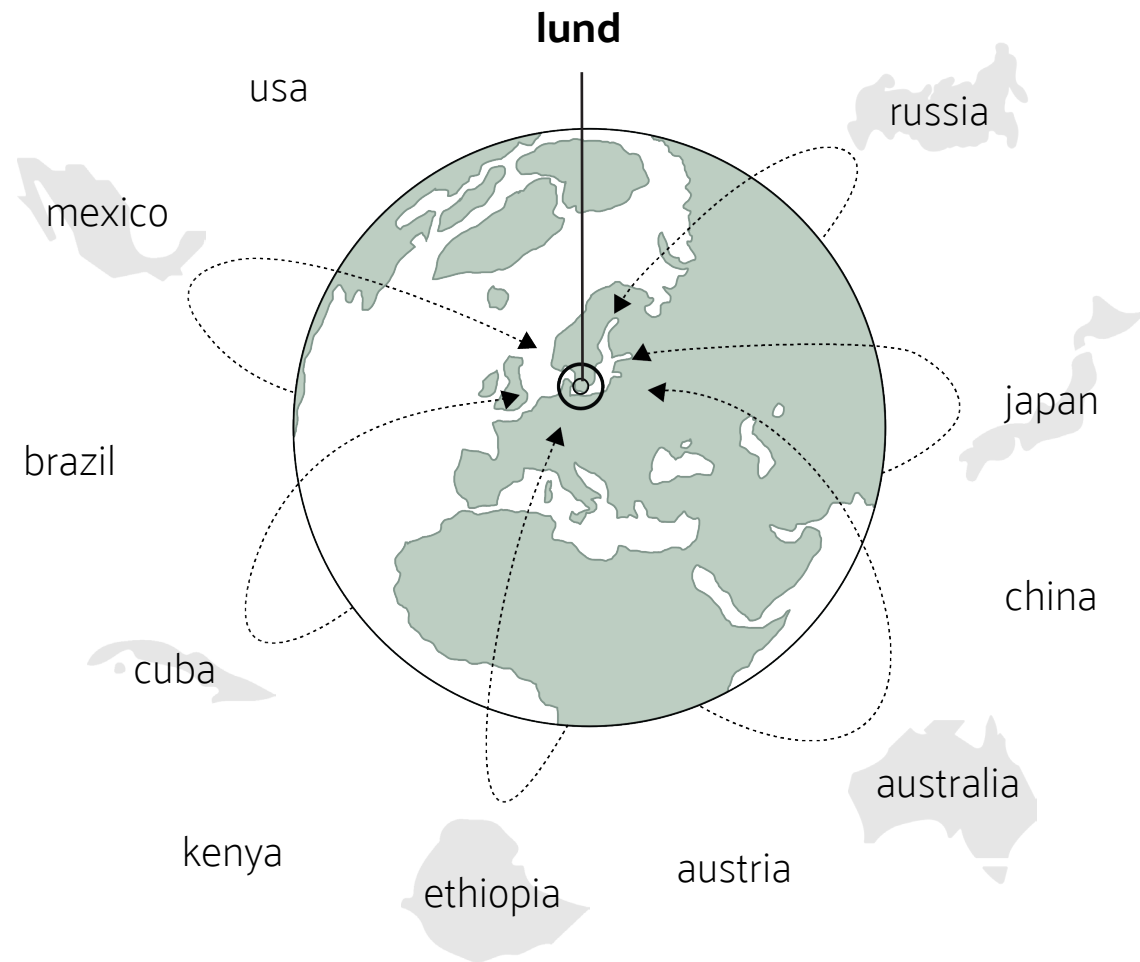 lund
usa
russia
mexico
japan
brazil
china
cuba
australia
kenya
austria
ethiopia